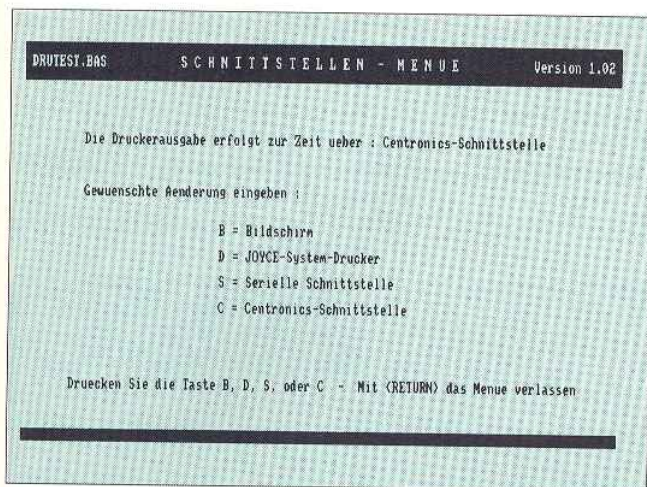 DRUTEST.BAS S C H N I T T S T E L L E N - M E N U E Version 1.02
Die Druckerausgabe erfolgt zur Zeit ueber : Centronics-Schnittstelle
Gewuenschte Aenderung eingeben :
B = Bildschirm
D = JOYCE-System-Drucker
S = Serielle Schnittstelle
C = Centronics-Schnittstelle
Druecken Sie die Taste B, D, S, oder C - Mit <RETURN> das Menue verlassen